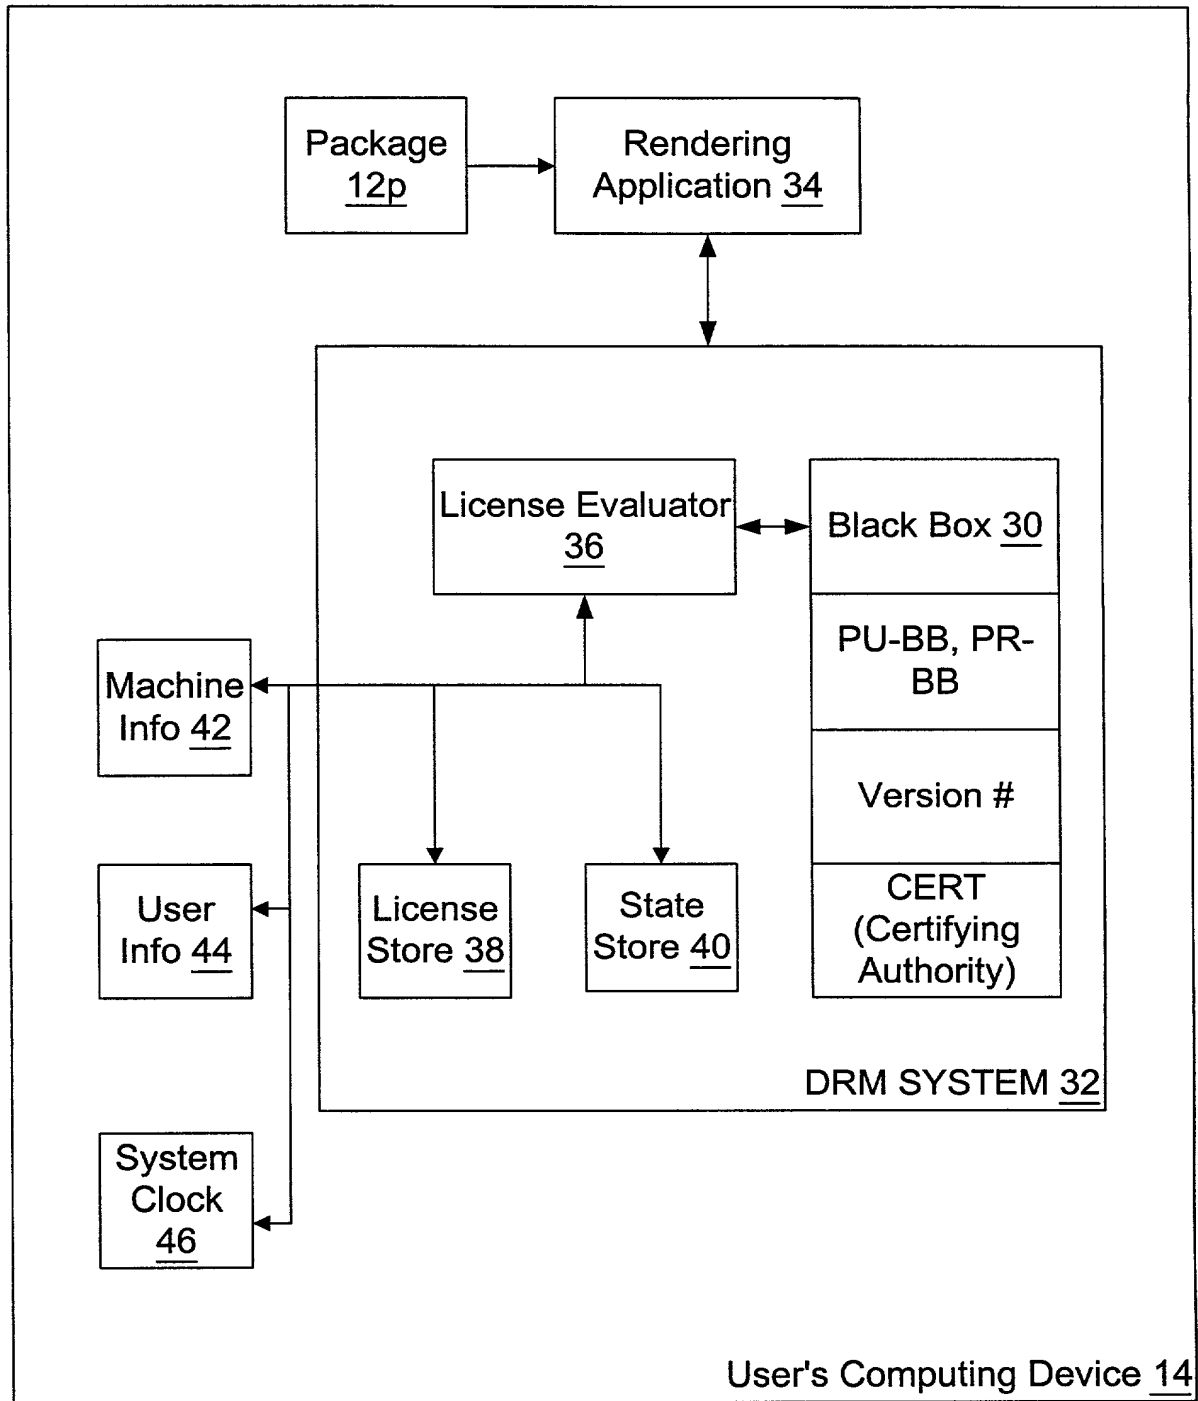 Package
12p
Rendering
Application 34
License Evaluator
36
Black Box 30
PU-BB, PR-
BB
Version #
CERT
(Certifying
Authority)
Machine
Info 42
User
Info 44
License
Store 38
State
Store 40
DRM SYSTEM 32
System
Clock
46
User's Computing Device 14